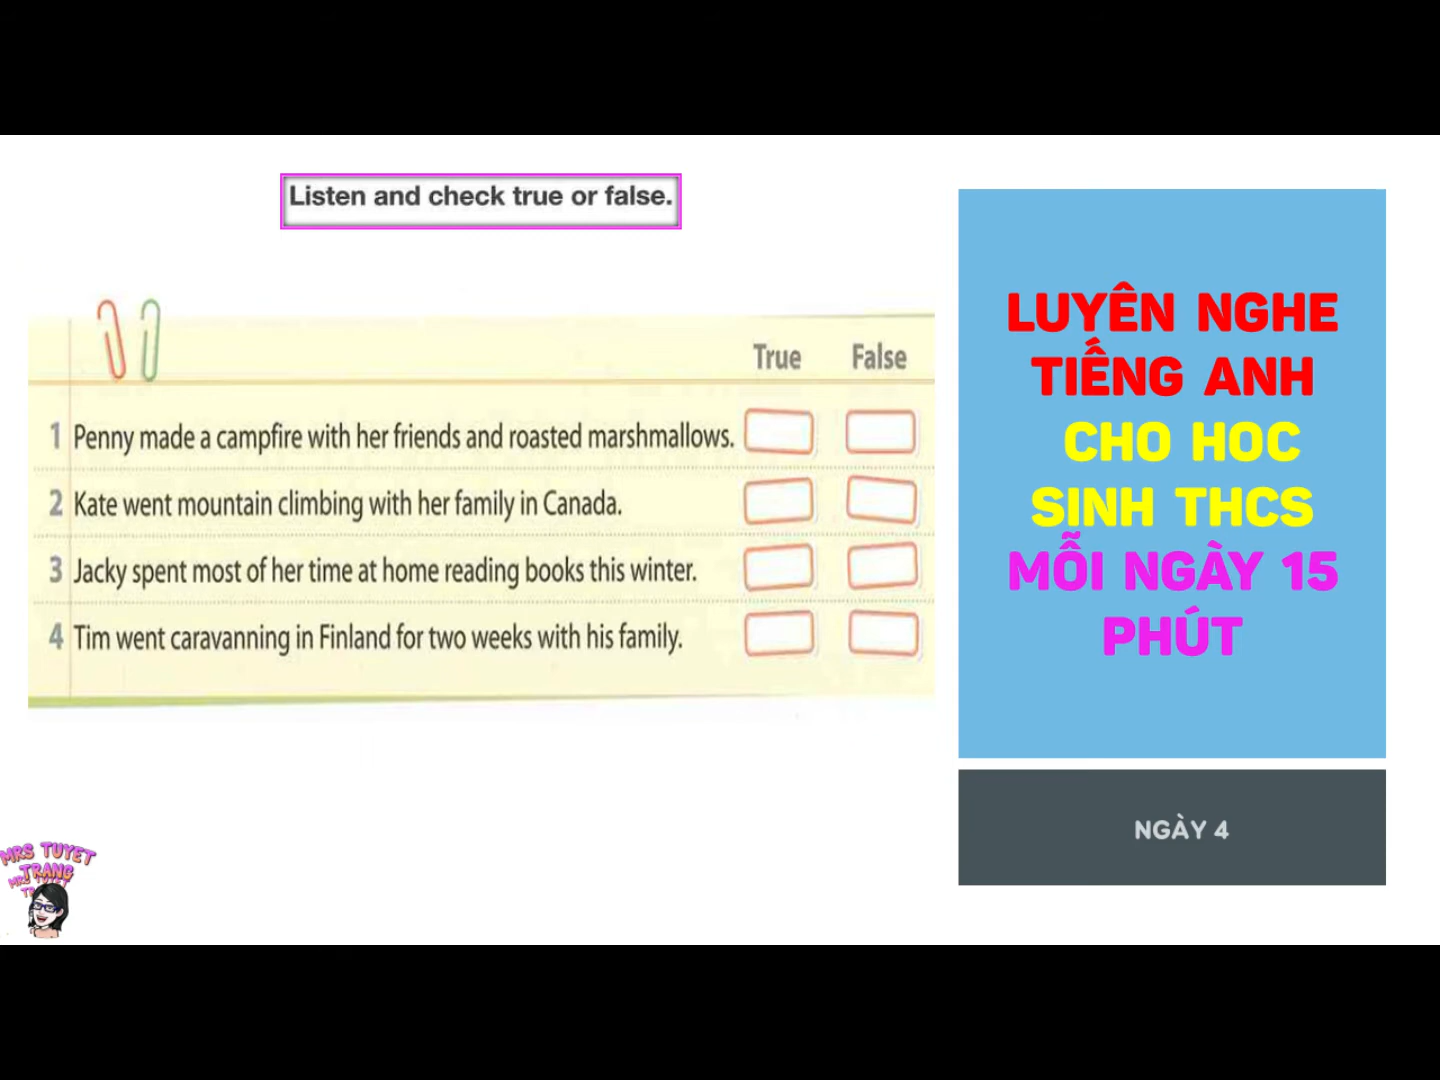 Listen and check true or false.
True False
1 Penny made a campfire with her friends and roasted marshmallows.
2 Kate went mountain climbing with her family in Canada.
3 Jacky spent most of her time at home reading books this winter.
4 Tim went caravanning in Finland for two weeks with his family.
LUYÊN NGHE
TIẾNG ANH
CHO HOC
SINH THCS
MỖI NGÀY 15
PHÚT
NGÀY 4
MRS TUYET
TRANG